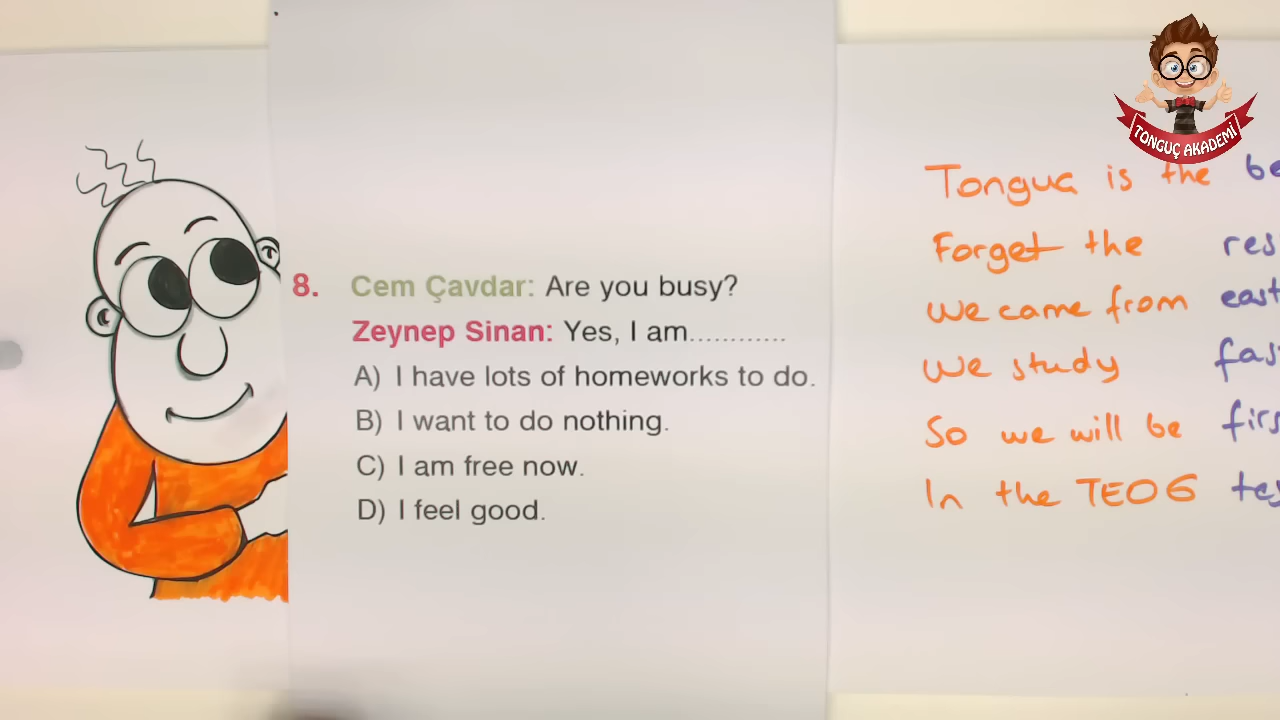 TONGUÇ AKADEMİ
8. Cem Çavdar: Are you busy?
Zeynep Sinan: Yes, I am............
A) I have lots of homeworks to do.
B) I want to do nothing.
C) I am free now.
D) I feel good.
Tonguç is the
Forget the
We came from east
We study
So we will be
In the TEOG